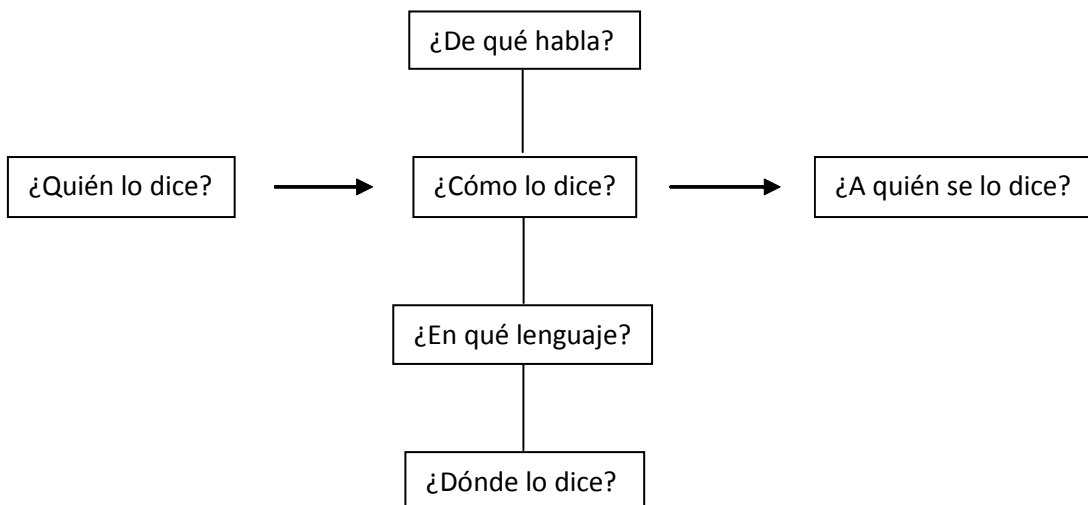 ¿De qué habla?
¿Quién lo dice?
¿Cómo lo dice?
¿A quién se lo dice?
¿En qué lenguaje?
¿Dónde lo dice?